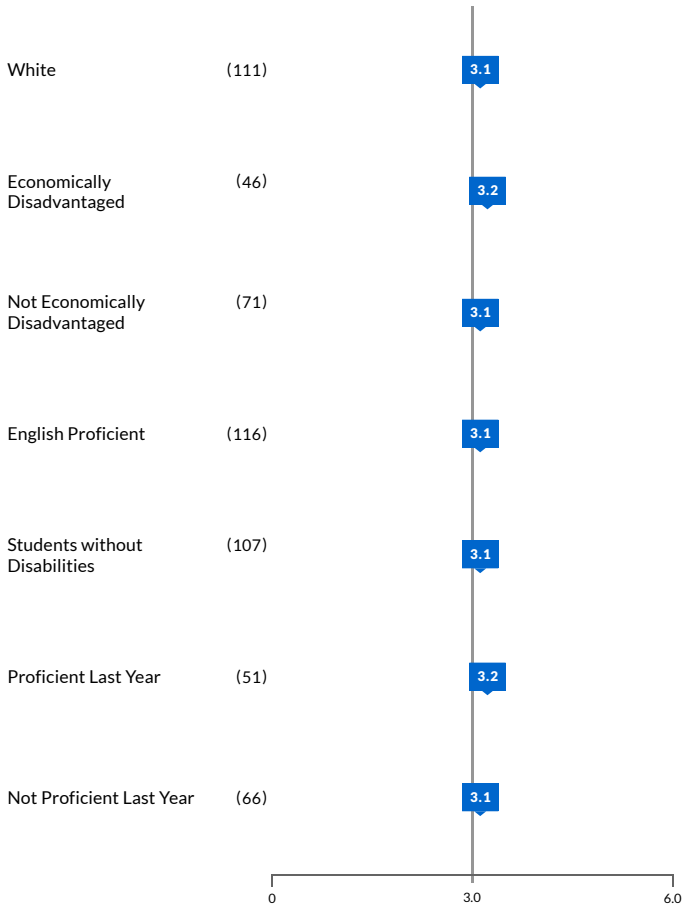 White (111) 3.1
Economically (46)
Disadvantaged 3.2
Not Economically (71)
Disadvantaged 3.1
English Proficient (116) 3.1
Students without (107)
Disabilities 3.1
Proficient Last Year (51) 3.2
Not Proficient Last Year (66) 3.1
0 3.0 6.0